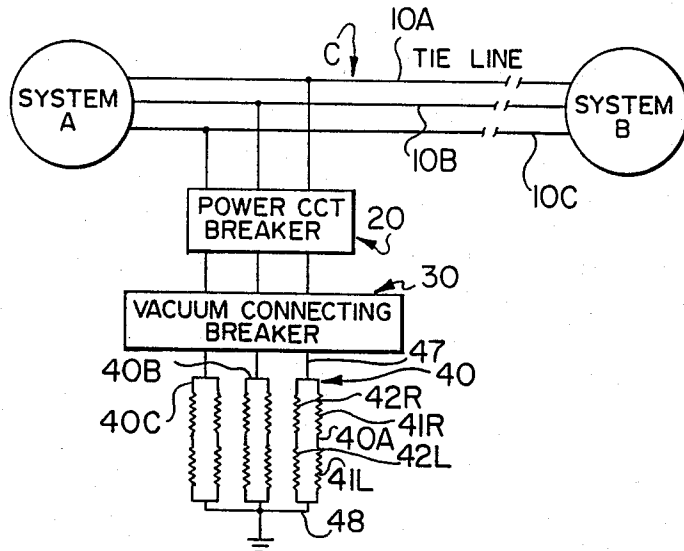 10A
C
TIE LINE
SYSTEM
A
SYSTEM
B
10B
10C
POWER CCT
BREAKER
20
30
VACUUM CONNECTING
BREAKER
47
40B
40
40C
42R
41R
40A
42L
41L
48